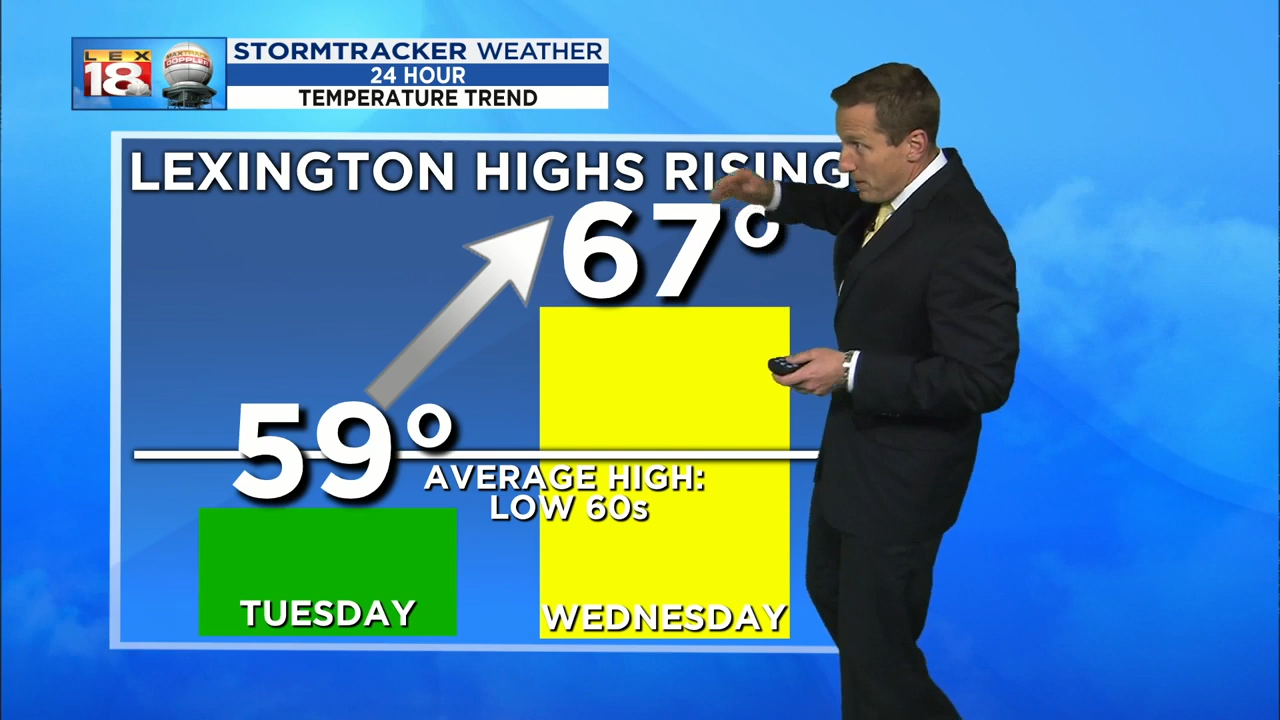 LEX
18
MAXTRACK
DOPPLER
STORMTRACKER WEATHER
24 HOUR
TEMPERATURE TREND
LEXINGTON HIGHS RISING
67°
59°
AVERAGE HIGH:
LOW 60s
TUESDAY
WEDNESDAY